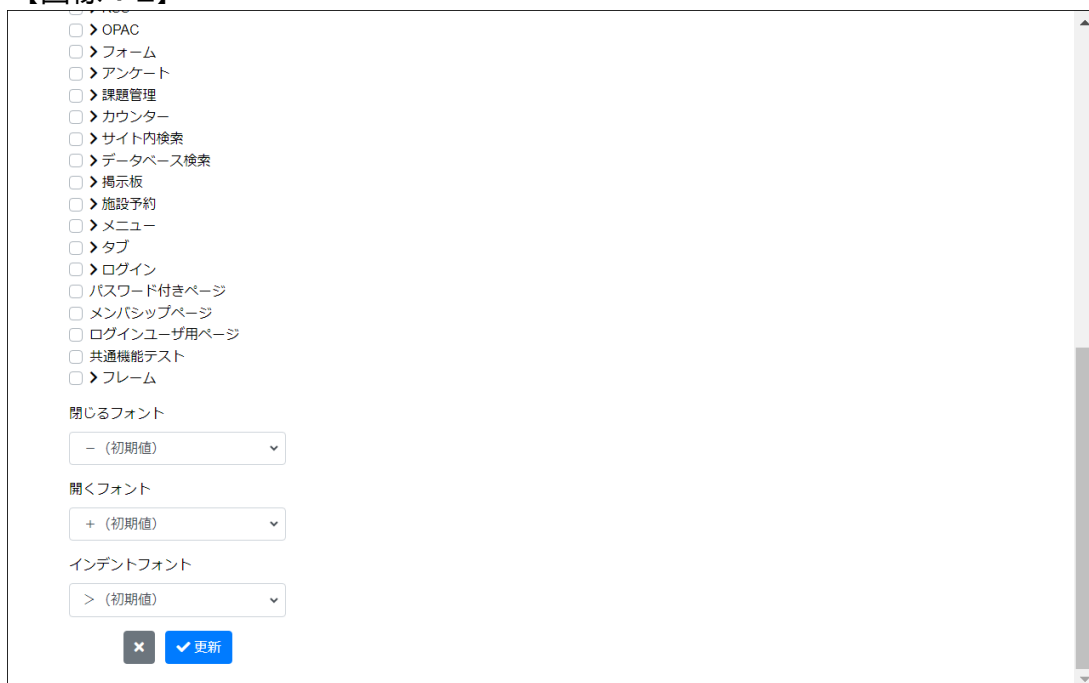 OPAC
フォーム
アンケート
課題管理
カウンター
サイト内検索
データベース検索
掲示板
施設予約
メニュー
タブ
ログイン
パスワード付きページ
メンバシップページ
ログインユーザ用ページ
共通機能テスト
フレーム
閉じるフォント
－（初期値）
開くフォント
＋（初期値）
インデントフォント
＞（初期値）
更新